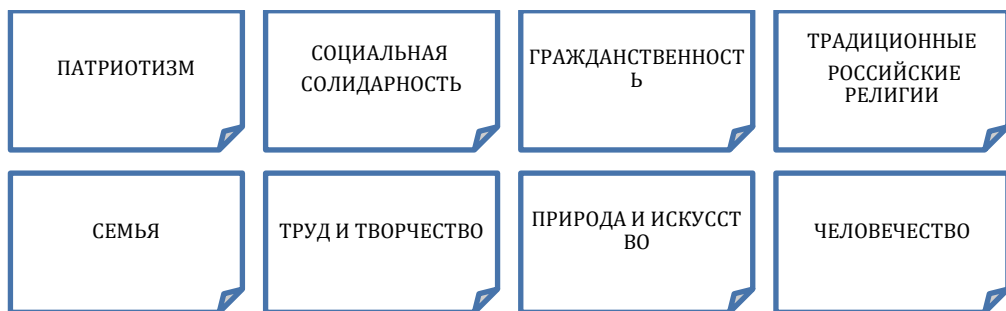 ПАТРИОТИЗМ
СОЦИАЛЬНАЯ
СОЛИДАРНОСТЬ
ГРАЖДАНСТВЕННОСТ
Ь
ТРАДИЦИОННЫЕ
РОССИЙСКИЕ
РЕЛИГИИ
СЕМЬЯ
ТРУД И ТВОРЧЕСТВО
ПРИРОДА И ИСКУССТ
ВО
ЧЕЛОВЕЧЕСТВО